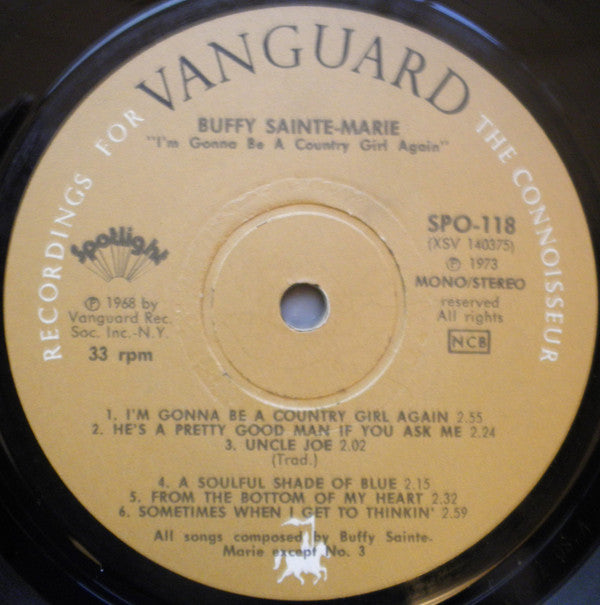 RECORDINGS FOR VANGUARD THE CONNOISSEUR
BUFFY SAINTE-MARIE
"I'm Gonna Be A Country Girl Again"
Spotlight
℗ 1968 by
Vanguard Rec.
Soc. Inc.-N.Y.
33 rpm
SPO-118
(XSV 140375)
℗ 1973
MONO/STEREO
reserved
All rights
NCB
1. I'M GONNA BE A COUNTRY GIRL AGAIN 2.55
2. HE'S A PRETTY GOOD MAN IF YOU ASK ME 2.24
3. UNCLE JOE 2.02
(Trad.)
4. A SOULFUL SHADE OF BLUE 2.15
5. FROM THE BOTTOM OF MY HEART 2.32
6. SOMETIMES WHEN I GET TO THINKIN' 2.59
All songs composed by Buffy Sainte-
Marie except No. 3